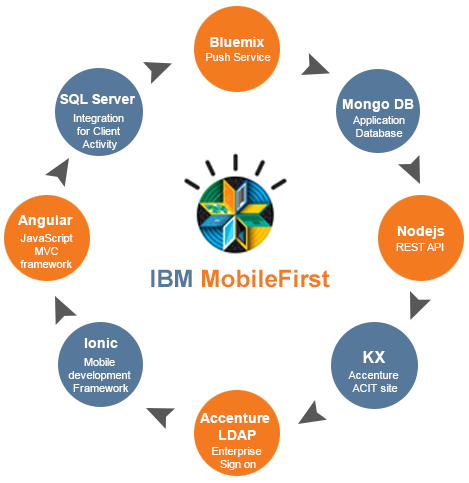 Bluemix
Push Service
Mongo DB
Application
Database
Nodejs
REST API
KX
Accenture
ACIT site
Accenture
LDAP
Enterprise
Sign on
Ionic
Mobile
development
Framework
Angular
JavaScript
MVC
framework
SQL Server
Integration
for Client
Activity
IBM MobileFirst